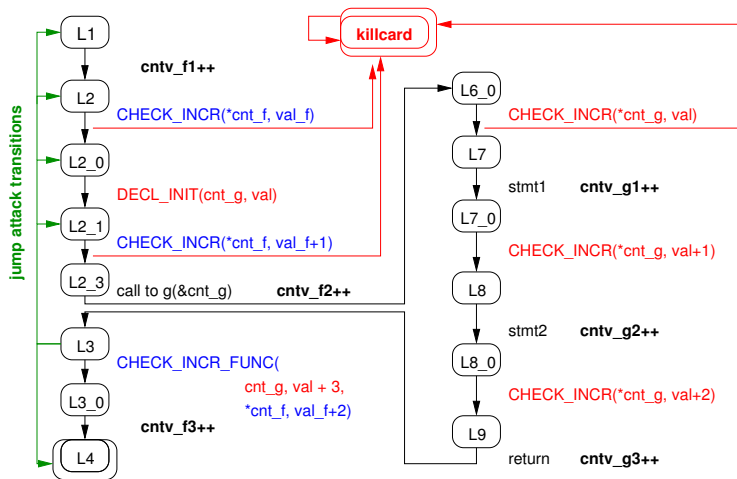 jump attack transitions
L1
cntv_f1++
L2
CHECK_INCR(*cnt_f, val_f)
L2_0
DECL_INIT(cnt_g, val)
L2_1
CHECK_INCR(*cnt_f, val_f+1)
L2_3
call to g(&cnt_g)
cntv_f2++
L3
CHECK_INCR_FUNC(
cnt_g, val + 3,
*cnt_f, val_f+2)
L3_0
cntv_f3++
L4
killcard
L6_0
CHECK_INCR(*cnt_g, val)
L7
stmt1
cntv_g1++
L7_0
CHECK_INCR(*cnt_g, val+1)
L8
stmt2
cntv_g2++
L8_0
CHECK_INCR(*cnt_g, val+2)
L9
return
cntv_g3++